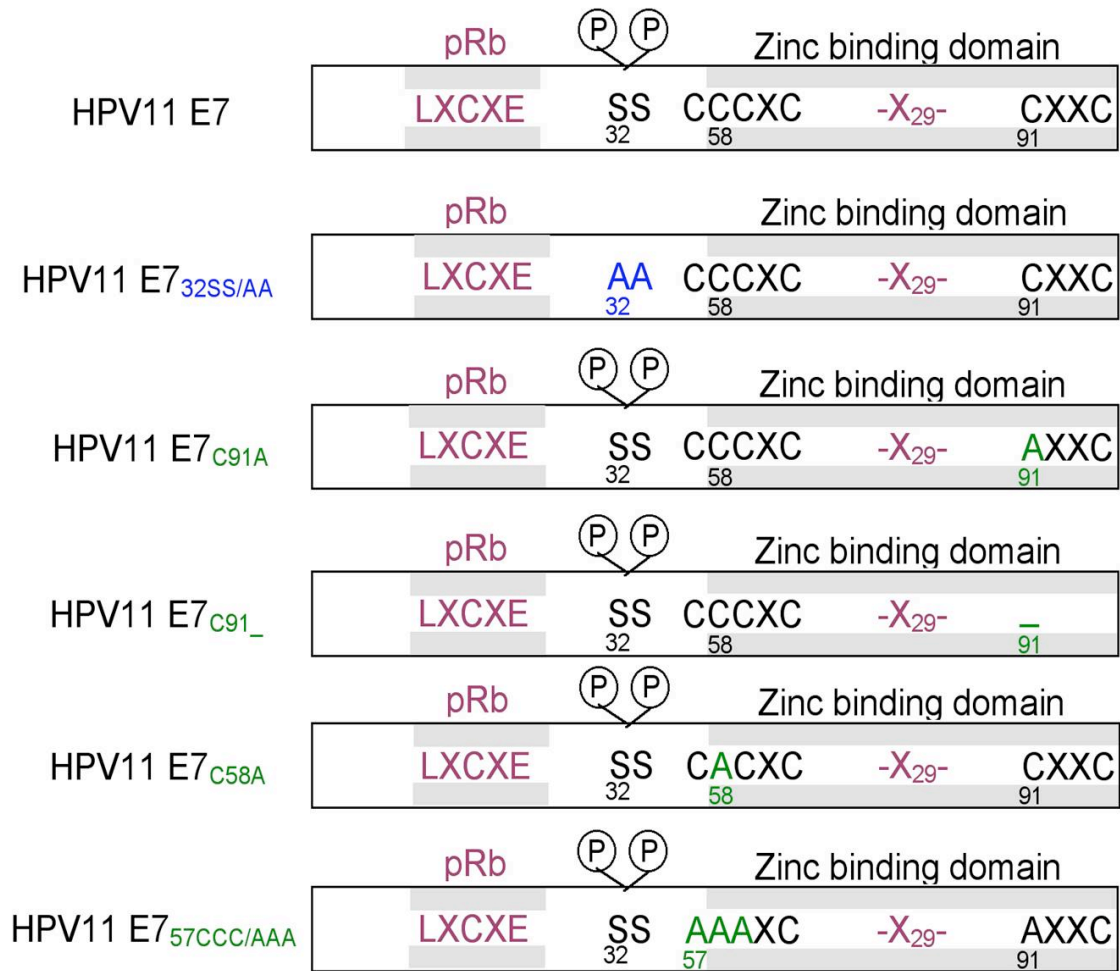 pRb P P Zinc binding domain
HPV11 E7 LXCXE SS CCCXC -X29- CXXC
32 58 91
pRb Zinc binding domain
HPV11 E732SS/AA LXCXE AA CCCXC -X29- CXXC
32 58 91
pRb P P Zinc binding domain
HPV11 E7C91A LXCXE SS CCCXC -X29- AXXC
32 58 91
pRb P P Zinc binding domain
HPV11 E7C91_ LXCXE SS CCCXC -X29- _
32 58 91
pRb P P Zinc binding domain
HPV11 E7C58A LXCXE SS CACXC -X29- CXXC
32 58 91
pRb P P Zinc binding domain
HPV11 E757CCC/AAA LXCXE SS AAAXC -X29- AXXC
32 57 91